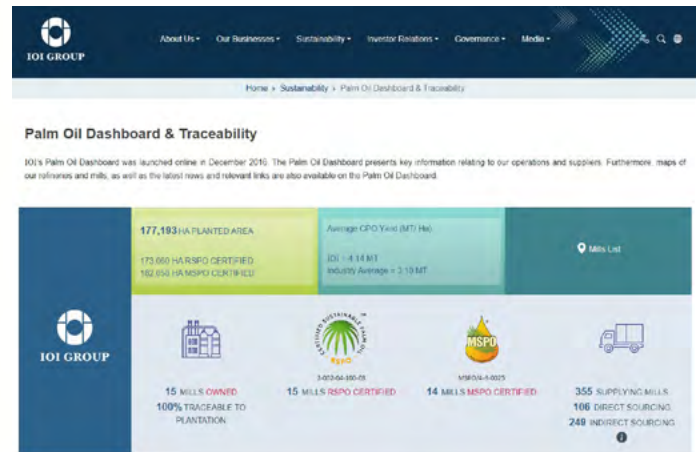 IOI GROUP
About Us Our Businesses Sustainability Investor Relations Governance Media
Home > Sustainability > Palm Oil Dashboard & Traceability
Palm Oil Dashboard & Traceability
IOI's Palm Oil Dashboard was launched online in December 2016. The Palm Oil Dashboard presents key information relating to our operations and suppliers. Furthermore, maps of
our refineries and mills, as well as the latest news and relevant links are also available on the Palm Oil Dashboard.
177,193 HA PLANTED AREA
HA RSPO CERTIFIED
HA MSPO CERTIFIED
Average CPO Yield (MT/ Ha)
IOI = 4.14 MT
Industry Average = 3.10 MT
Mills List
IOI GROUP
CERTIFIED SUSTAINABLE PALM OIL
RSPO
MSPO
15 MILLS OWNED
100% TRACEABLE TO
PLANTATION
15 MILLS RSPO CERTIFIED
14 MILLS MSPO CERTIFIED
355 SUPPLYING MILLS
106 DIRECT SOURCING
249 INDIRECT SOURCING